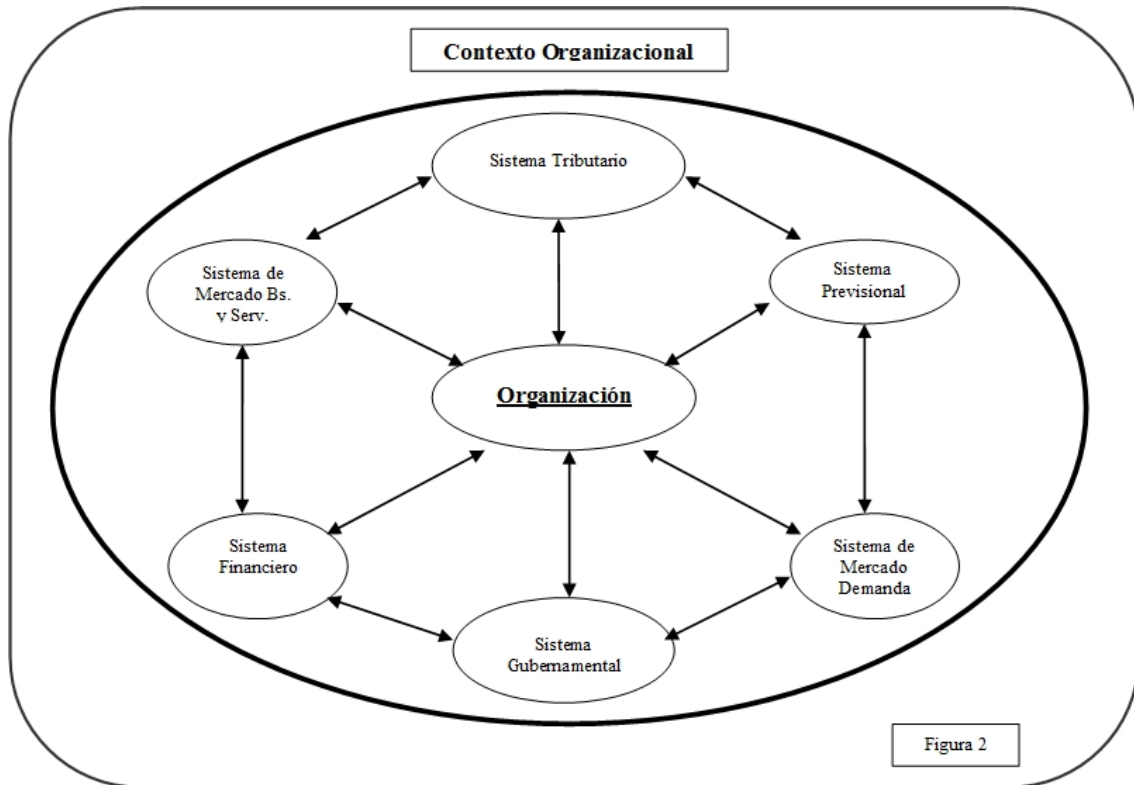 Contexto Organizacional
Sistema Tributario
Sistema de
Mercado Bs.
y Serv.
Sistema
Previsional
Organización
Sistema
Financiero
Sistema de
Mercado
Demanda
Sistema
Gubernamental
Figura 2